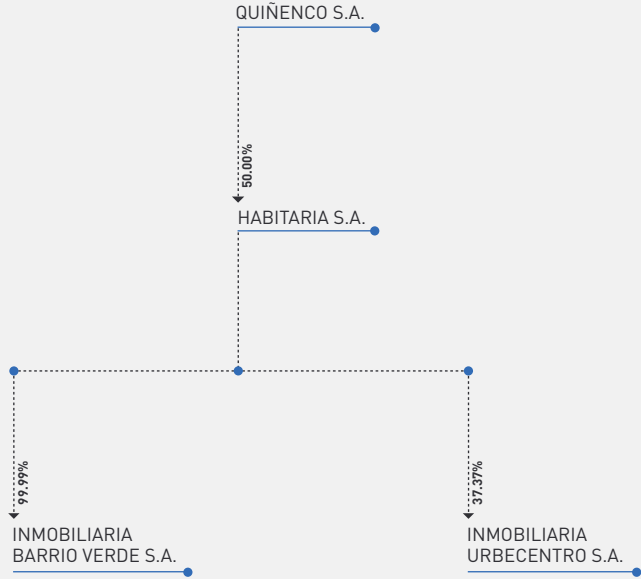 QUIÑENCO S.A.
50.00%
HABITARIA S.A.
99.99%
37.37%
INMOBILIARIA
BARRIO VERDE S.A.
INMOBILIARIA
URBECENTRO S.A.